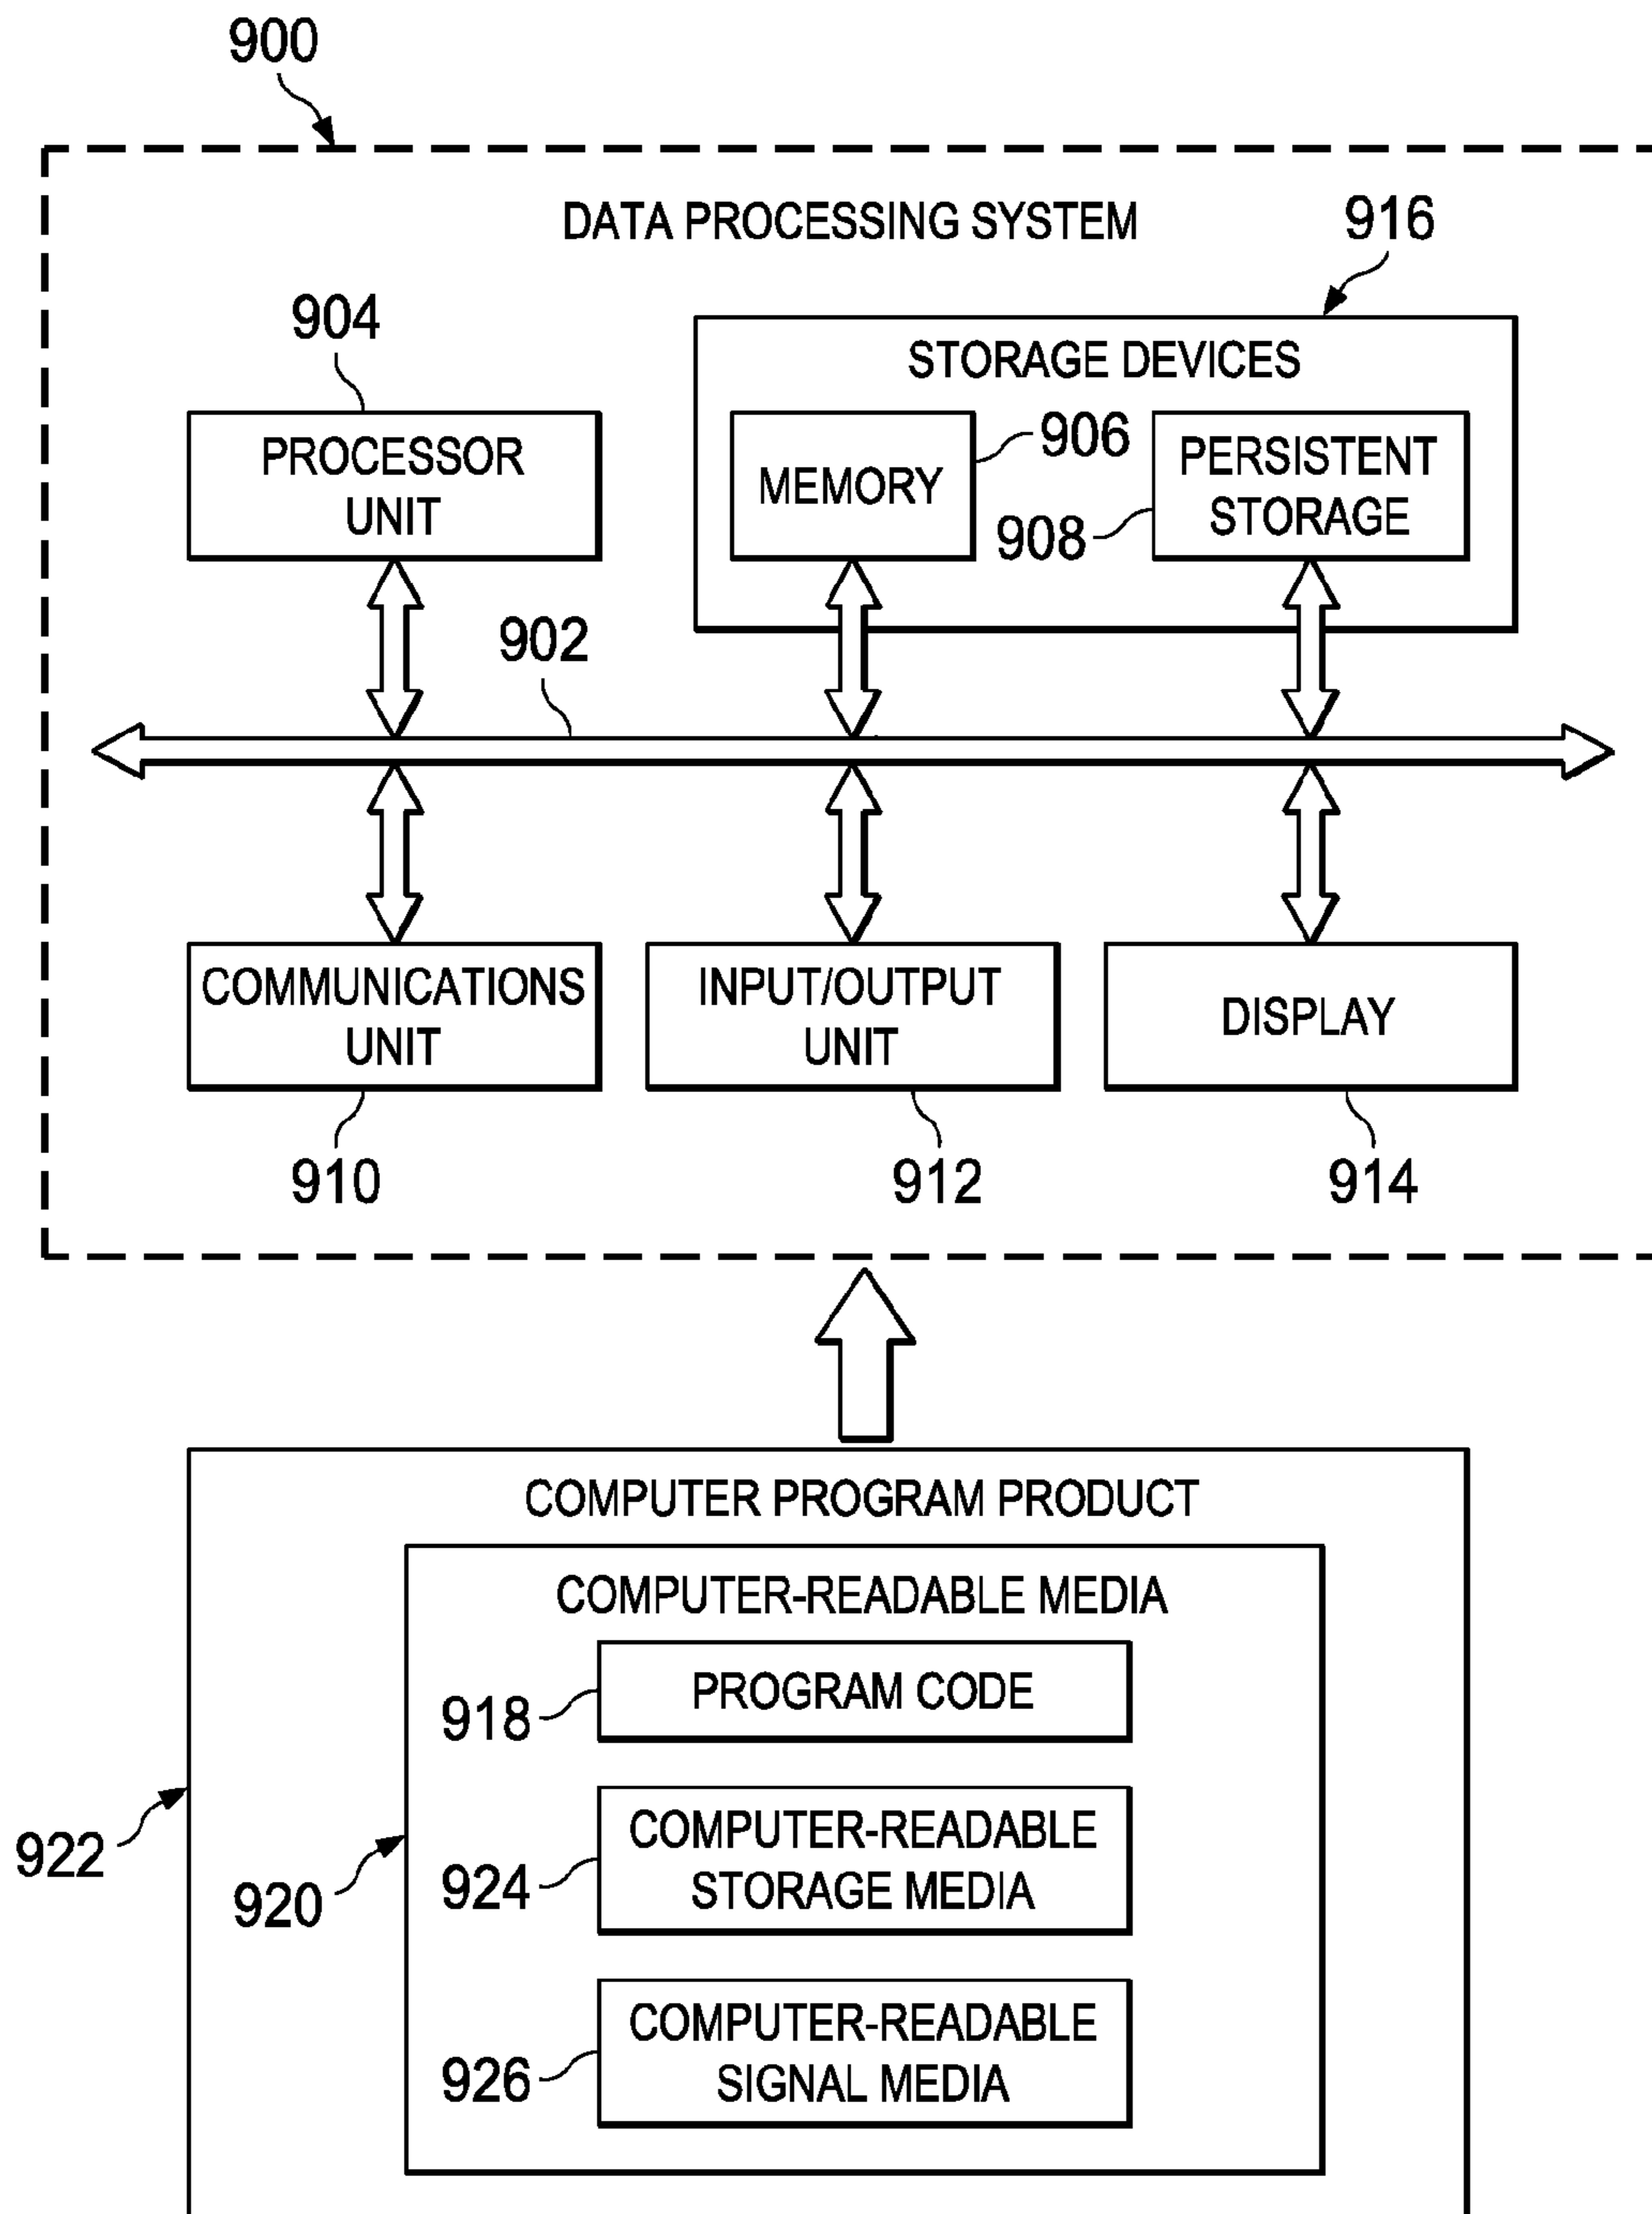 900
DATA PROCESSING SYSTEM
916
904
STORAGE DEVICES
PROCESSOR
UNIT
MEMORY
906
908
PERSISTENT
STORAGE
902
COMMUNICATIONS
UNIT
INPUT/OUTPUT
UNIT
DISPLAY
910
912
914
COMPUTER PROGRAM PRODUCT
COMPUTER-READABLE MEDIA
918
PROGRAM CODE
922
920
924
COMPUTER-READABLE
STORAGE MEDIA
926
COMPUTER-READABLE
SIGNAL MEDIA